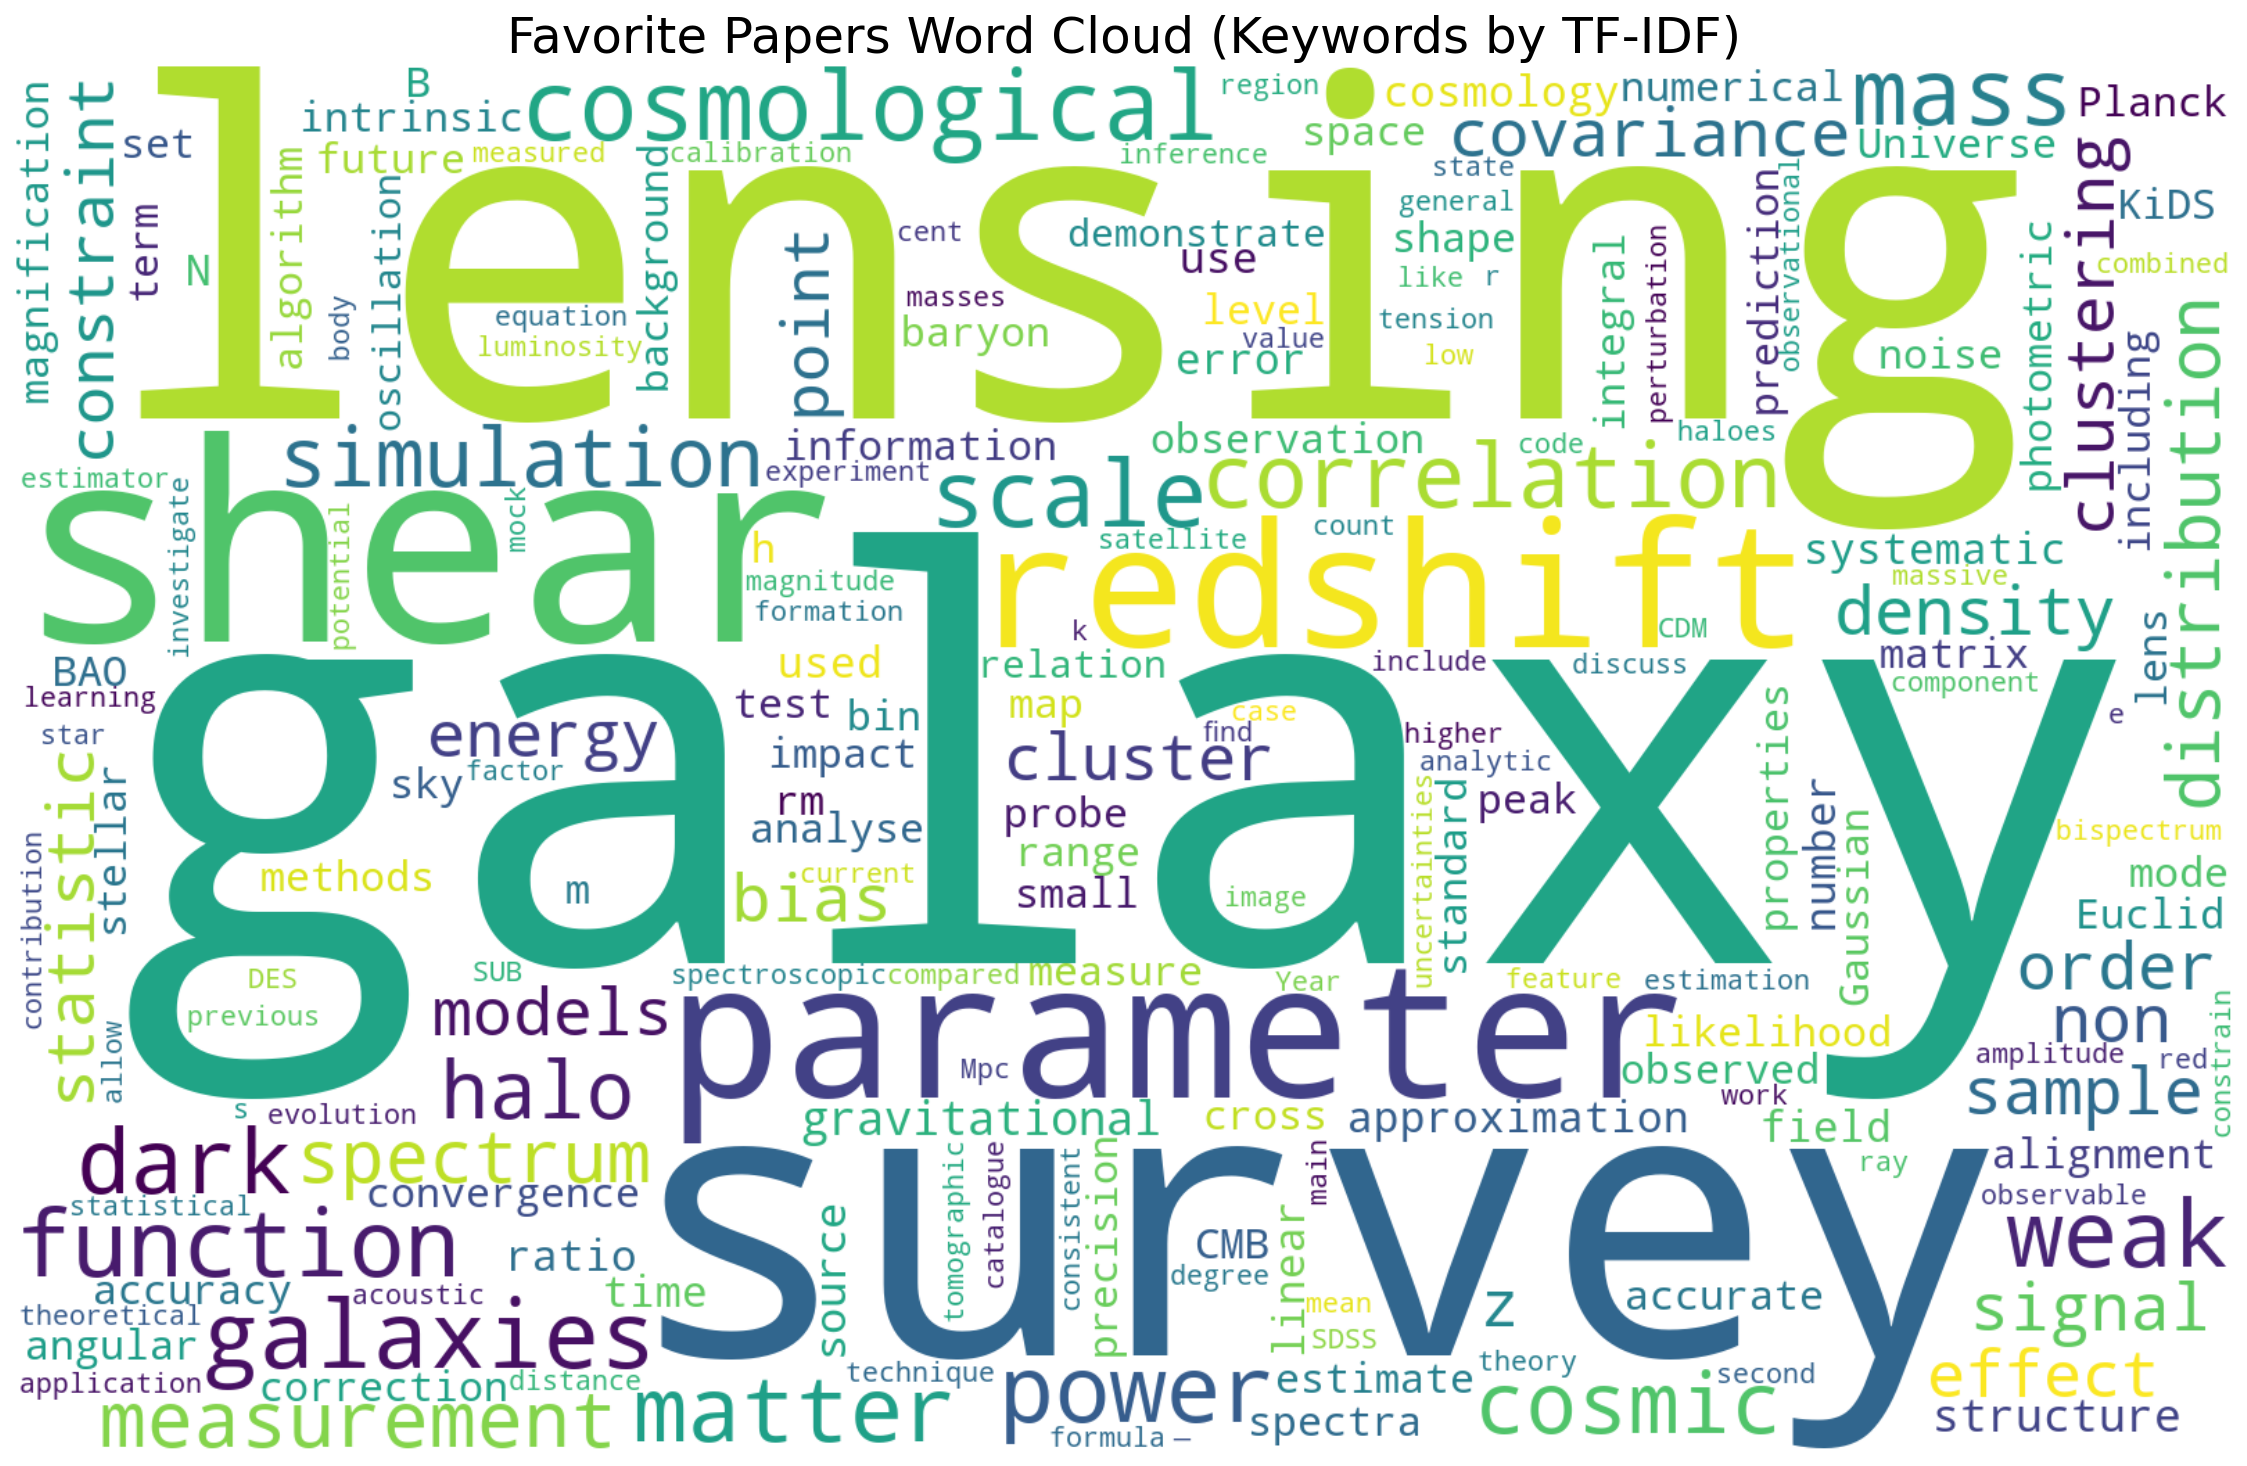 Favorite Papers Word Cloud (Keywords by TF-IDF)
lensing
galaxy
survey
shear
redshift
parameter
cosmological
mass
Planck
B
region
cosmology
numerical
intrinsic
set
future
measured
calibration
inference
space
covariance
Universe
magnification
constraint
term
N
algorithm
body
oscillation
background
equation
luminosity
point
cent
masses
baryon
demonstrate
use
level
value
error
state
general
shape
like
r
tension
low
integral
perturbation
prediction
observational
noise
photometric
clustering
KiDS
combined
including
distribution
simulation
information
experiment
observation
correlation
code
haloes
scale
estimator
investigate
potential
mock
h
magnitude
formation
satellite
count
systematic
massive
density
CDM
k
BAO
learning
star
used
relation
include
discuss
matrix
component
lens
e
energy
test
bin
map
case
find
higher
sky
factor
impact
cluster
analytic
rm
probe
peak
analyse
range
standard
uncertainties
properties
number
Gaussian
bispectrum
mode
Euclid
contribution
statistic
stellar
methods
m
current
bias
small
image
order
DES
previous
SUB
spectroscopic
compared
measure
Year
feature
estimation
models
likelihood
non
allow
halo
Mpc
observed
amplitude
red
work
sample
constrain
s
evolution
gravitational
cross
approximation
field
ray
dark
spectrum
alignment
statistical
convergence
observable
function
source
tomographic
catalogue
consistent
precision
main
CMB
degree
linear
weak
ratio
accuracy
acoustic
time
mean
SDSS
z
accurate
signal
theoretical
angular
galaxies
application
correction
distance
technique
power
estimate
theory
second
effect
measurement
matter
formula
–
spectra
cosmic
structure